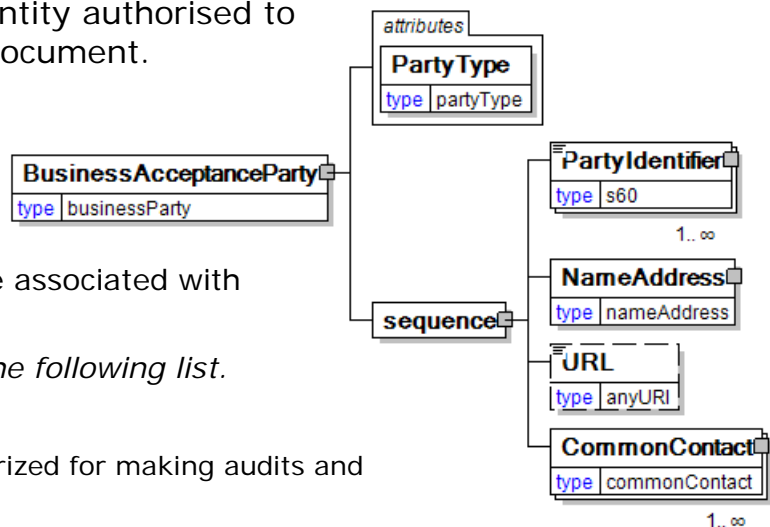 ntity authorised to
ocument.
e associated with
he following list.
rized for making audits and
attributes
PartyType
type partyType
BusinessAcceptanceParty
type businessParty
sequence
PartyIdentifier
type s60
1.. ∞
NameAddress
type nameAddress
URL
type anyURI
CommonContact
type commonContact
1.. ∞